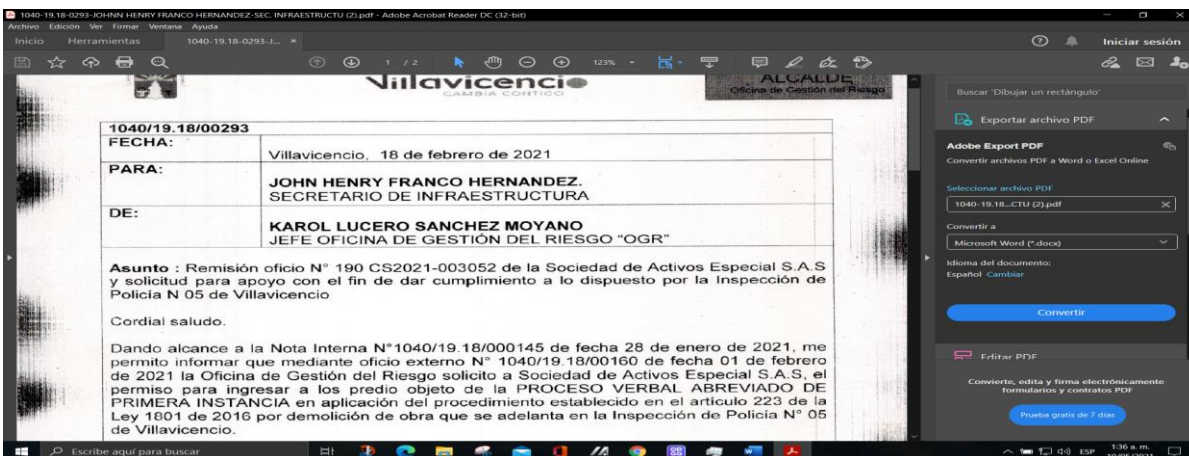 1040-19.18-0293-JOHNN HENRY FRANCO HERNANDEZ-SEC. INFRAESTRUCTU (2).pdf - Adobe Acrobat Reader DC (32-bit)
Archivo Edición Ver Firmar Ventana Ayuda
Inicio Herramientas 1040-19.18-0293-J... × Iniciar sesión
1 / 2 123%
Villavicencio
CAMBIA CONTIGO
ALCALDE
Oficina de Gestión del Riesgo
1040/19.18/00293
FECHA:
Villavicencio, 18 de febrero de 2021
PARA:
JOHN HENRY FRANCO HERNANDEZ.
SECRETARIO DE INFRAESTRUCTURA
DE:
KAROL LUCERO SANCHEZ MOYANO
JEFE OFICINA DE GESTIÓN DEL RIESGO "OGR"
Asunto : Remisión oficio N° 190 CS2021-003052 de la Sociedad de Activos Especial S.A.S
y solicitud para apoyo con el fin de dar cumplimiento a lo dispuesto por la Inspección de
Policía N 05 de Villavicencio
Cordial saludo.
Dando alcance a la Nota Interna N°1040/19.18/000145 de fecha 28 de enero de 2021, me
permito informar que mediante oficio externo N° 1040/19.18/00160 de fecha 01 de febrero
de 2021 la Oficina de Gestión del Riesgo solicito a Sociedad de Activos Especial S.A.S, el
permiso para ingresar a los predio objeto de la PROCESO VERBAL ABREVIADO DE
PRIMERA INSTANCIA en aplicación del procedimiento establecido en el artículo 223 de la
Ley 1801 de 2016 por demolición de obra que se adelanta en la Inspección de Policía N° 05
de Villavicencio.
Buscar 'Dibujar un rectángulo'
Exportar archivo PDF
Adobe Export PDF
Convertir archivos PDF a Word o Excel Online
Seleccionar archivo PDF
1040-19.18...CTU (2).pdf ×
Convertir a
Microsoft Word (*.docx)
Idioma del documento:
Español Cambiar
Convertir
Editar PDF
Convierte, edita y firma electrónicamente
formularios y contratos PDF
Prueba gratis de 7 días
Escribe aquí para buscar
ESP
1:36 a. m.
10/05/2021